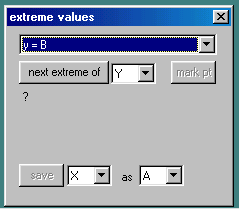 extreme values
y = B
next extreme of Y mark pt
?
save X as A